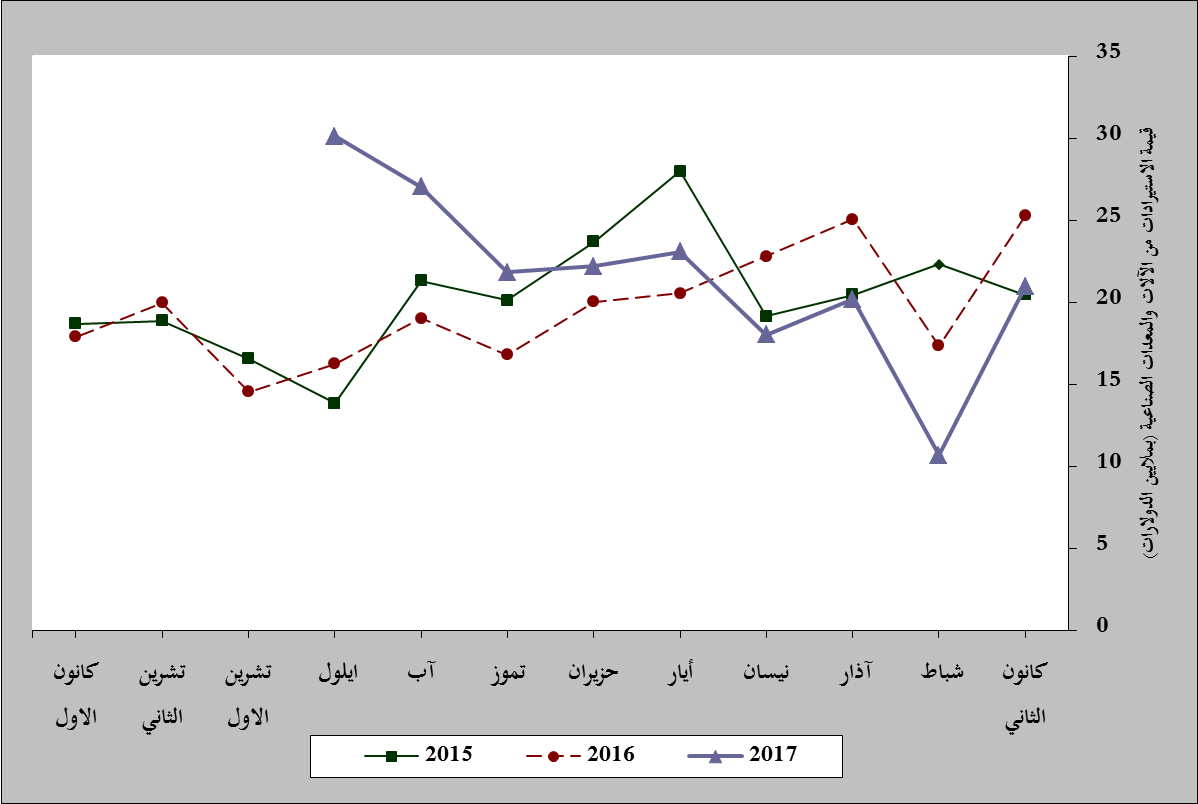 35
30
25
20
15
10
5
0
قيمة الاستيرادات من الآلات والمعدات الصناعية (بملايين الدولارات)
كانون الثاني
شباط
آذار
نيسان
أيار
حزيران
تموز
آب
ايلول
تشرين الاول
تشرين الثاني
كانون الاول
2015
2016
2017